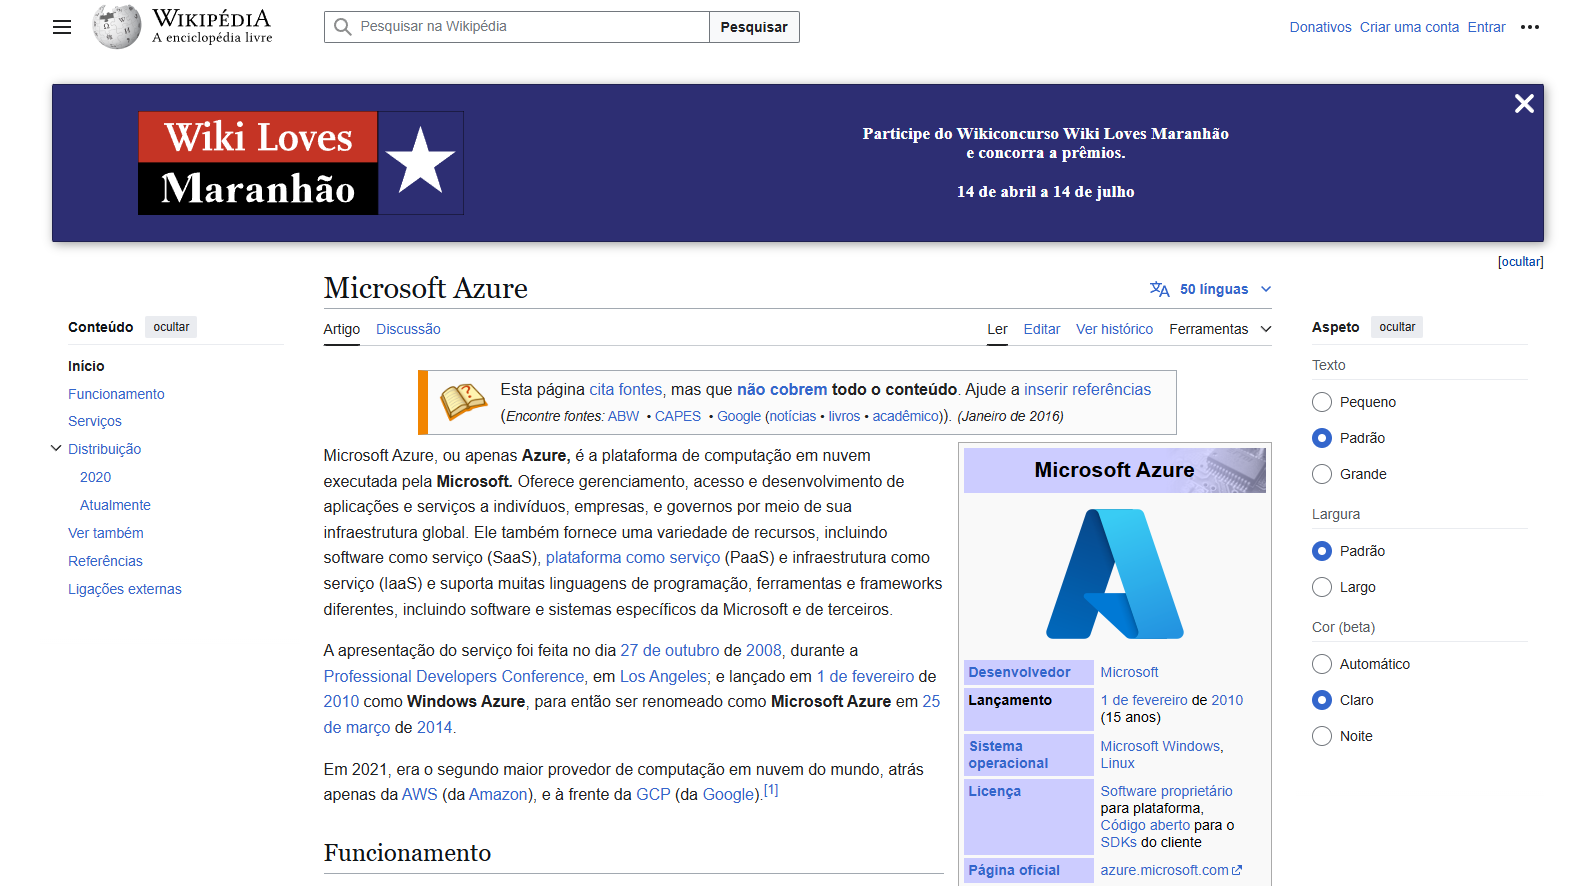 WIKIPÉDIA
A enciclopédia livre
Pesquisar na Wikipédia
Pesquisar
Donativos Criar uma conta Entrar
Wiki Loves
Maranhão
Participe do Wikiconcurso Wiki Loves Maranhão
e concorra a prêmios.
14 de abril a 14 de julho
[ocultar]
Microsoft Azure
50 línguas
Artigo Discussão
Ler Editar Ver histórico Ferramentas
Conteúdo ocultar
Início
Funcionamento
Serviços
Distribuição
2020
Atualmente
Ver também
Referências
Ligações externas
Esta página cita fontes, mas que não cobrem todo o conteúdo. Ajude a inserir referências
(Encontre fontes: ABW • CAPES • Google (notícias • livros • acadêmico)). (Janeiro de 2016)
Microsoft Azure, ou apenas Azure, é a plataforma de computação em nuvem
executada pela Microsoft. Oferece gerenciamento, acesso e desenvolvimento de
aplicações e serviços a indivíduos, empresas, e governos por meio de sua
infraestrutura global. Ele também fornece uma variedade de recursos, incluindo
software como serviço (SaaS), plataforma como serviço (PaaS) e infraestrutura como
serviço (IaaS) e suporta muitas linguagens de programação, ferramentas e frameworks
diferentes, incluindo software e sistemas específicos da Microsoft e de terceiros.
A apresentação do serviço foi feita no dia 27 de outubro de 2008, durante a
Professional Developers Conference, em Los Angeles; e lançado em 1 de fevereiro de
2010 como Windows Azure, para então ser renomeado como Microsoft Azure em 25
de março de 2014.
Em 2021, era o segundo maior provedor de computação em nuvem do mundo, atrás
apenas da AWS (da Amazon), e à frente da GCP (da Google).[1]
Funcionamento
Microsoft Azure
Desenvolvedor Microsoft
Lançamento 1 de fevereiro de 2010
(15 anos)
Sistema operacional Microsoft Windows,
Linux
Licença Software proprietário
para plataforma,
Código aberto para o
SDKs do cliente
Página oficial azure.microsoft.com
Aspeto ocultar
Texto
Pequeno
Padrão
Grande
Largura
Padrão
Largo
Cor (beta)
Automático
Claro
Noite